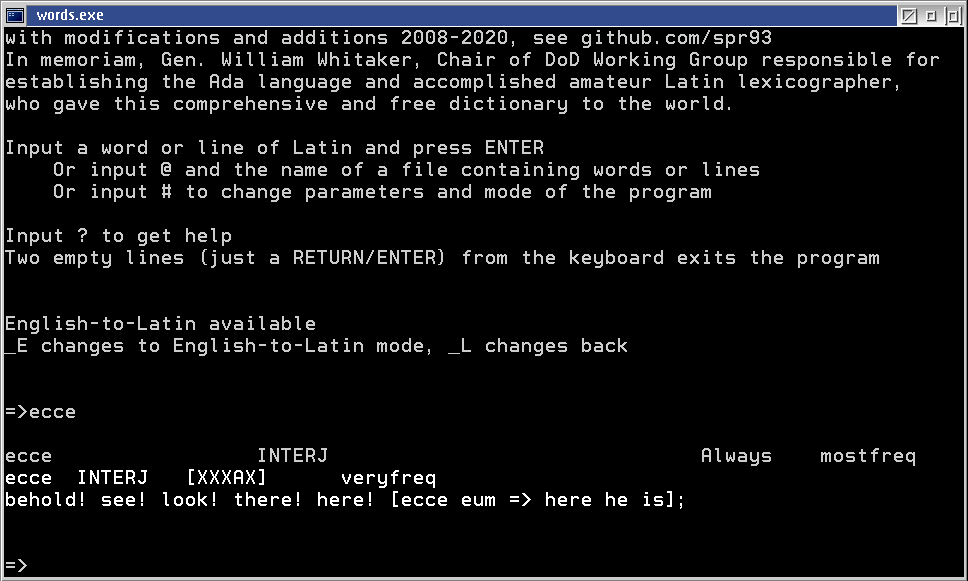 words.exe
with modifications and additions 2008-2020, see github.com/spr93
In memoriam, Gen. William Whitaker, Chair of DoD Working Group responsible for
establishing the Ada language and accomplished amateur Latin lexicographer,
who gave this comprehensive and free dictionary to the world.
Input a word or line of Latin and press ENTER
Or input @ and the name of a file containing words or lines
Or input # to change parameters and mode of the program
Input ? to get help
Two empty lines (just a RETURN/ENTER) from the keyboard exits the program
English-to-Latin available
_E changes to English-to-Latin mode, _L changes back
=>ecce
ecce INTERJ Always mostfreq
ecce INTERJ [XXXAX] veryfreq
behold! see! look! there! here! [ecce eum => here he is];
=>